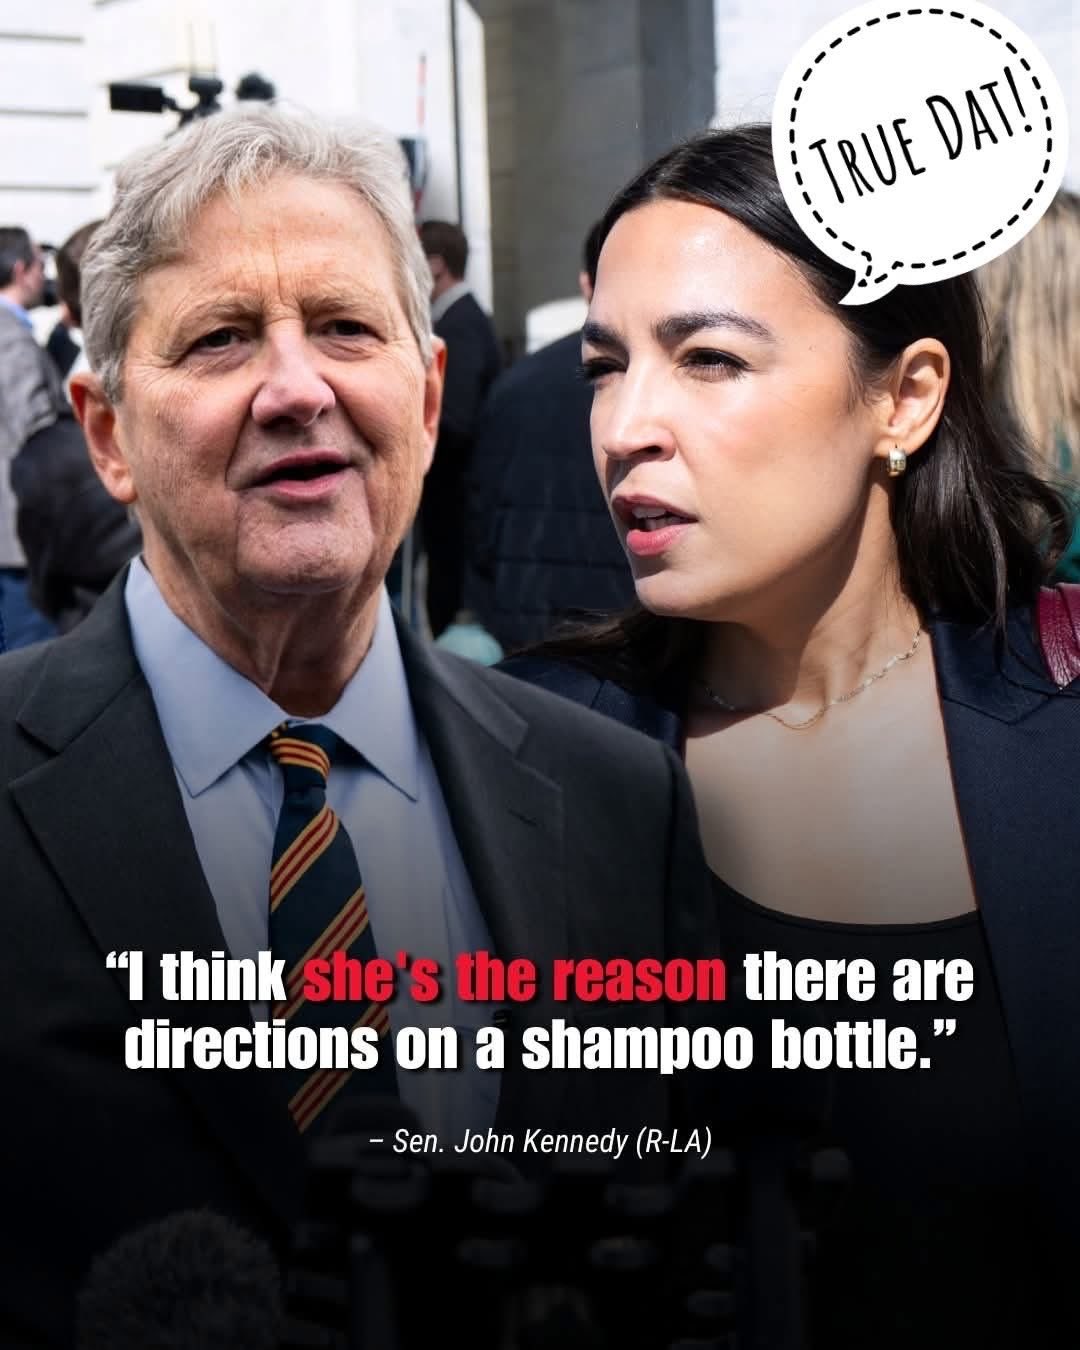 TRUE DAT!
“I think she's the reason there are
directions on a shampoo bottle.”
– Sen. John Kennedy (R-LA)